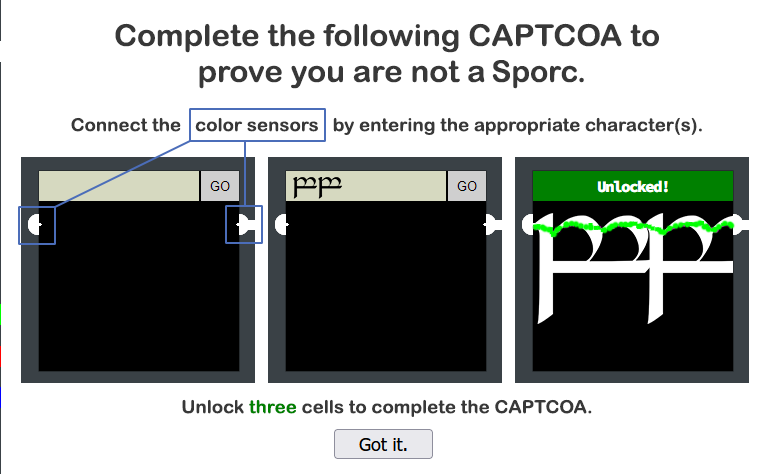 Complete the following CAPTCOA to
prove you are not a Sporc.
Connect the color sensors by entering the appropriate character(s).
GO
GO
Unlocked!
Unlock three cells to complete the CAPTCOA.
Got it.